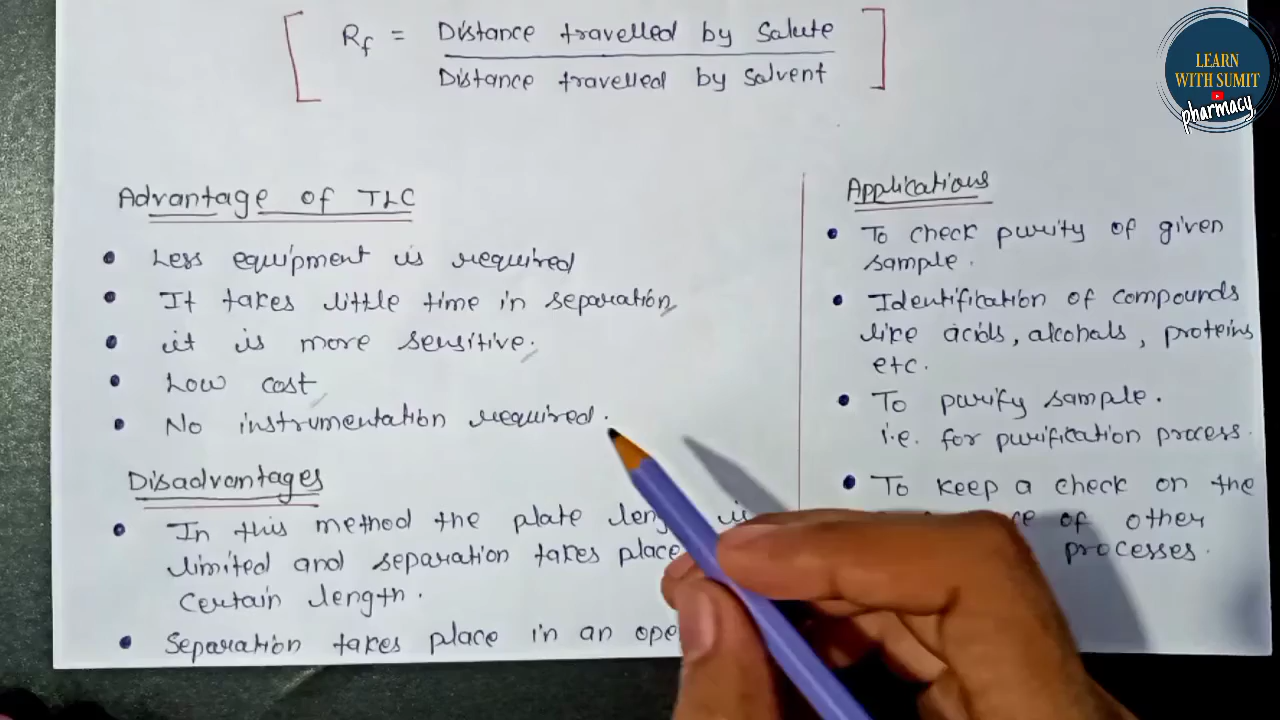 Rf = Distance travelled by Salute
Distance travelled by Salvent
LEARN
WITH SUMIT
pharmacy
Advantage of TLC
• Less equipment is required
• It takes little time in separation
• it is more sensitive.
• Low cost
• No instrumentation required.
Disadvantages
• In this method the plate
limited and separation takes place
certain length.
• Separation takes place in an
Applications
• To check purity of given
sample.
• Identification of compounds
like acids, alcohals, proteins
etc.
• To purify sample.
i.e. for purification process.
• To keep a check on the
of other
processes.